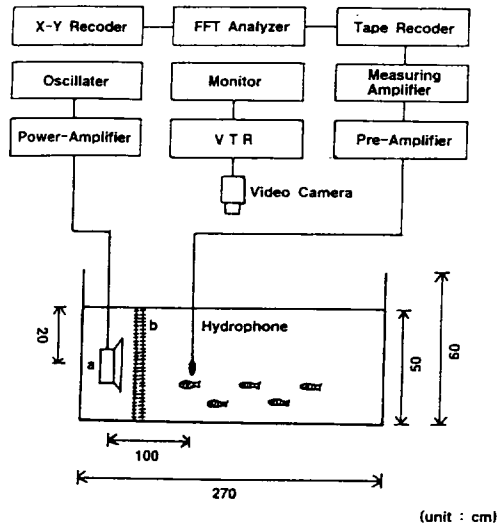 X-Y Recoder
FFT Analyzer
Tape Recoder
Oscillater
Monitor
Measuring
Amplifier
Power-Amplifier
V T R
Pre-Amplifier
Video Camera
b
Hydrophone
a
20
50
60
100
270
(unit : cm)